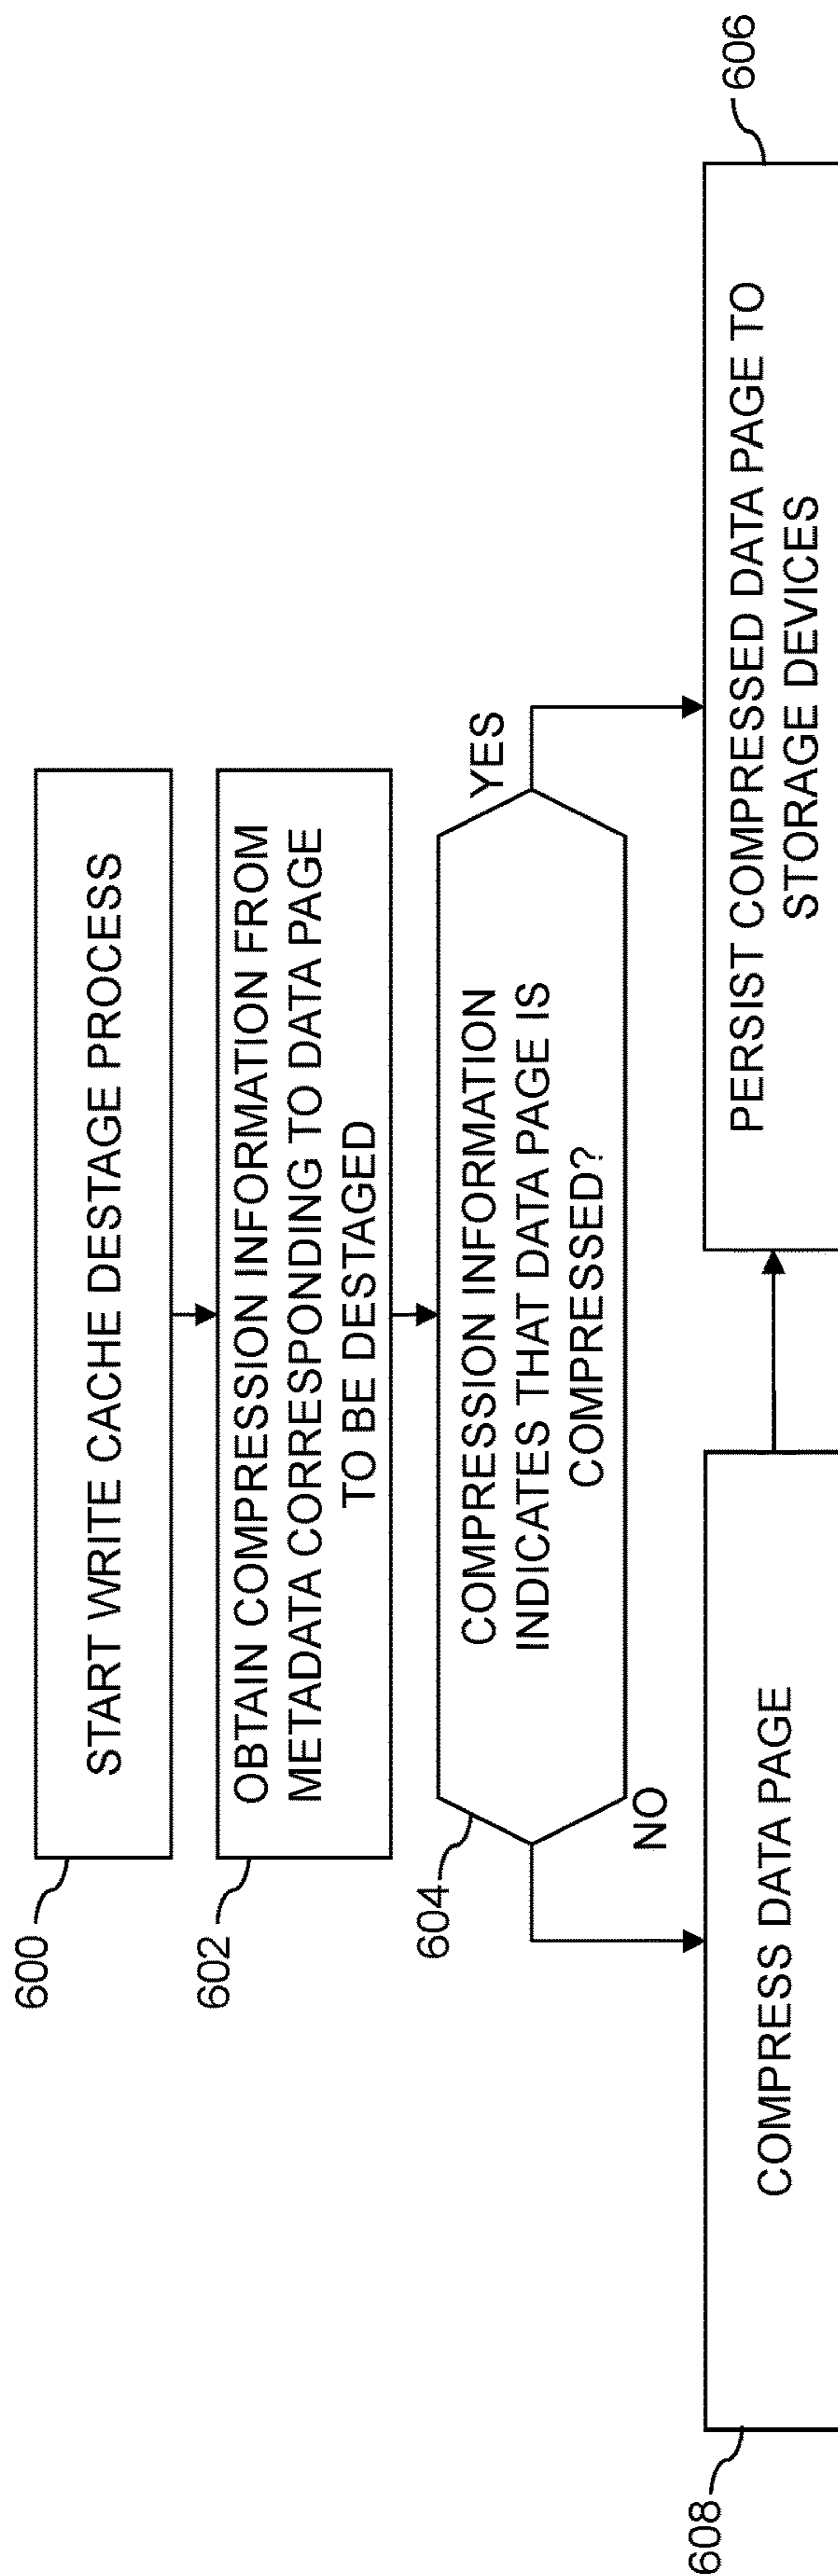 600
START WRITE CACHE DESTAGE PROCESS
602
OBTAIN COMPRESSION INFORMATION FROM
METADATA CORRESPONDING TO DATA PAGE
TO BE DESTAGED
604
COMPRESSION INFORMATION
INDICATES THAT DATA PAGE IS
COMPRESSED?
NO
YES
608
COMPRESS DATA PAGE
PERSIST COMPRESSED DATA PAGE TO
STORAGE DEVICES
606